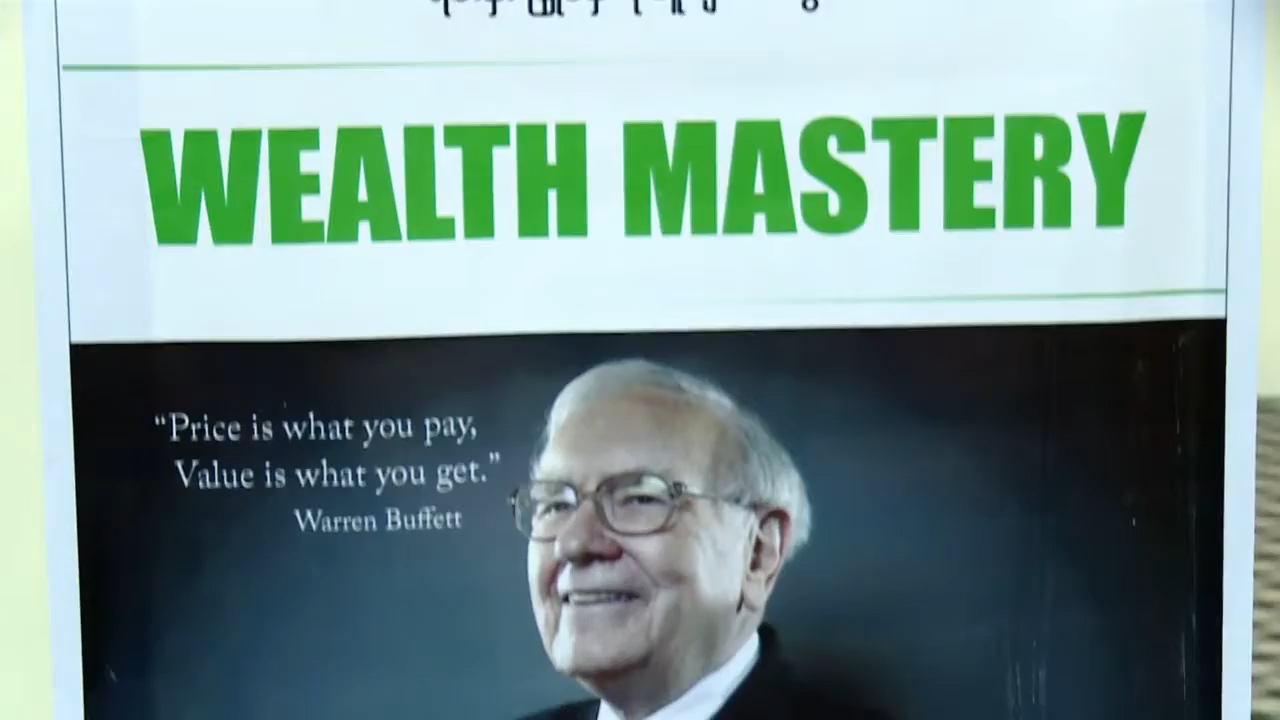 WEALTH MASTERY
“Price is what you pay,
Value is what you get.”
Warren Buffett